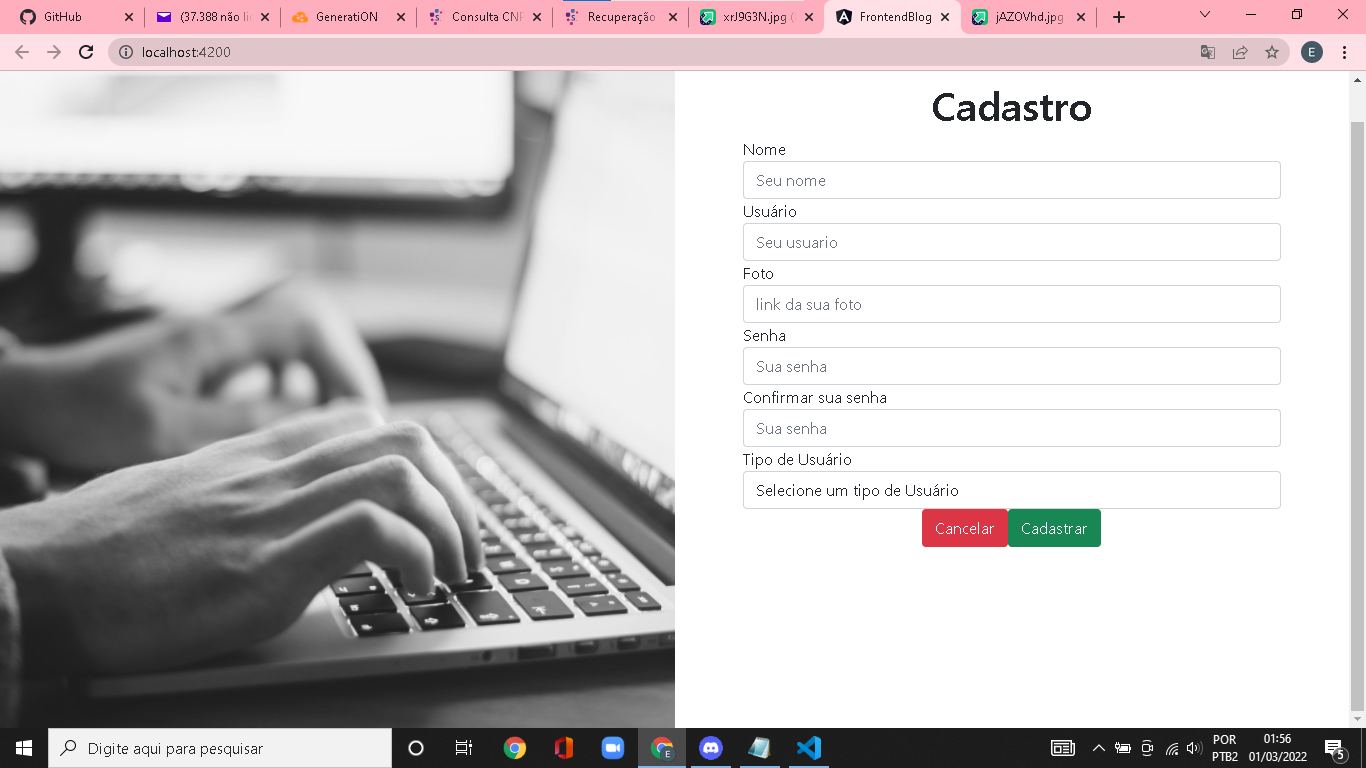 GitHub
(37.388 não li
GeneratiON
Consulta CNP
Recuperação
xrJ9G3N.jpg (
FrontendBlog
jAZOVhd.jpg
localhost:4200
E
Cadastro
Nome
Seu nome
Usuário
Seu usuario
Foto
link da sua foto
Senha
Sua senha
Confirmar sua senha
Sua senha
Tipo de Usuário
Selecione um tipo de Usuário
Cancelar Cadastrar
Digite aqui para pesquisar
E
POR
PTB2
01:56
01/03/2022
5